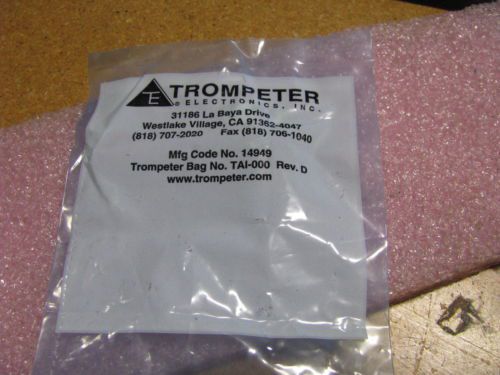 TE TROMPETER
® ELECTRONICS, INC.
31186 La Baya Drive
Westlake Village, CA 91362-4047
(818) 707-2020 Fax (818) 706-1040
Mfg Code No. 14949
Trompeter Bag No. TAI-000 Rev. D
www.trompeter.com